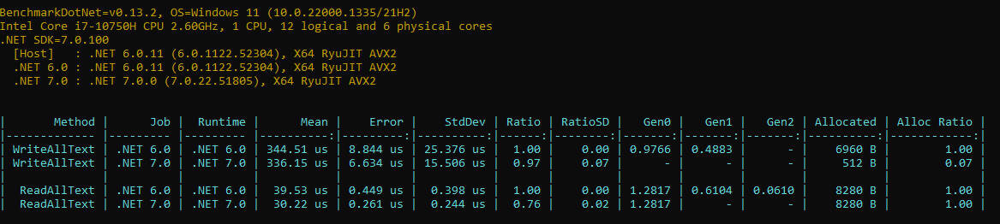 BenchmarkDotNet=v0.13.2, OS=Windows 11 (10.0.22000.1335/21H2)
Intel Core i7-10750H CPU 2.60GHz, 1 CPU, 12 logical and 6 physical cores
.NET SDK=7.0.100
  [Host]   : .NET 6.0.11 (6.0.1122.52304), X64 RyuJIT AVX2
  .NET 6.0 : .NET 6.0.11 (6.0.1122.52304), X64 RyuJIT AVX2
  .NET 7.0 : .NET 7.0.0 (7.0.22.51805), X64 RyuJIT AVX2

|       Method |      Job |  Runtime |      Mean |    Error |    StdDev | Ratio | RatioSD |   Gen0 |   Gen1 |   Gen2 | Allocated | Alloc Ratio |
|------------- |--------- |--------- |----------:|---------:|----------:|------:|--------:|-------:|-------:|-------:|----------:|------------:|
| WriteAllText | .NET 6.0 | .NET 6.0 | 344.51 us | 8.844 us | 25.376 us |  1.00 |    0.00 | 0.9766 | 0.4883 |      - |    6960 B |        1.00 |
| WriteAllText | .NET 7.0 | .NET 7.0 | 336.15 us | 6.634 us | 15.506 us |  0.97 |    0.07 |      - |      - |      - |     512 B |        0.07 |
|              |          |          |           |          |           |       |         |        |        |        |           |             |
|  ReadAllText | .NET 6.0 | .NET 6.0 |  39.53 us | 0.449 us |  0.398 us |  1.00 |    0.00 | 1.2817 | 0.6104 | 0.0610 |    8280 B |        1.00 |
|  ReadAllText | .NET 7.0 | .NET 7.0 |  30.22 us | 0.261 us |  0.244 us |  0.76 |    0.02 | 1.2817 |      - |      - |    8280 B |        1.00 |